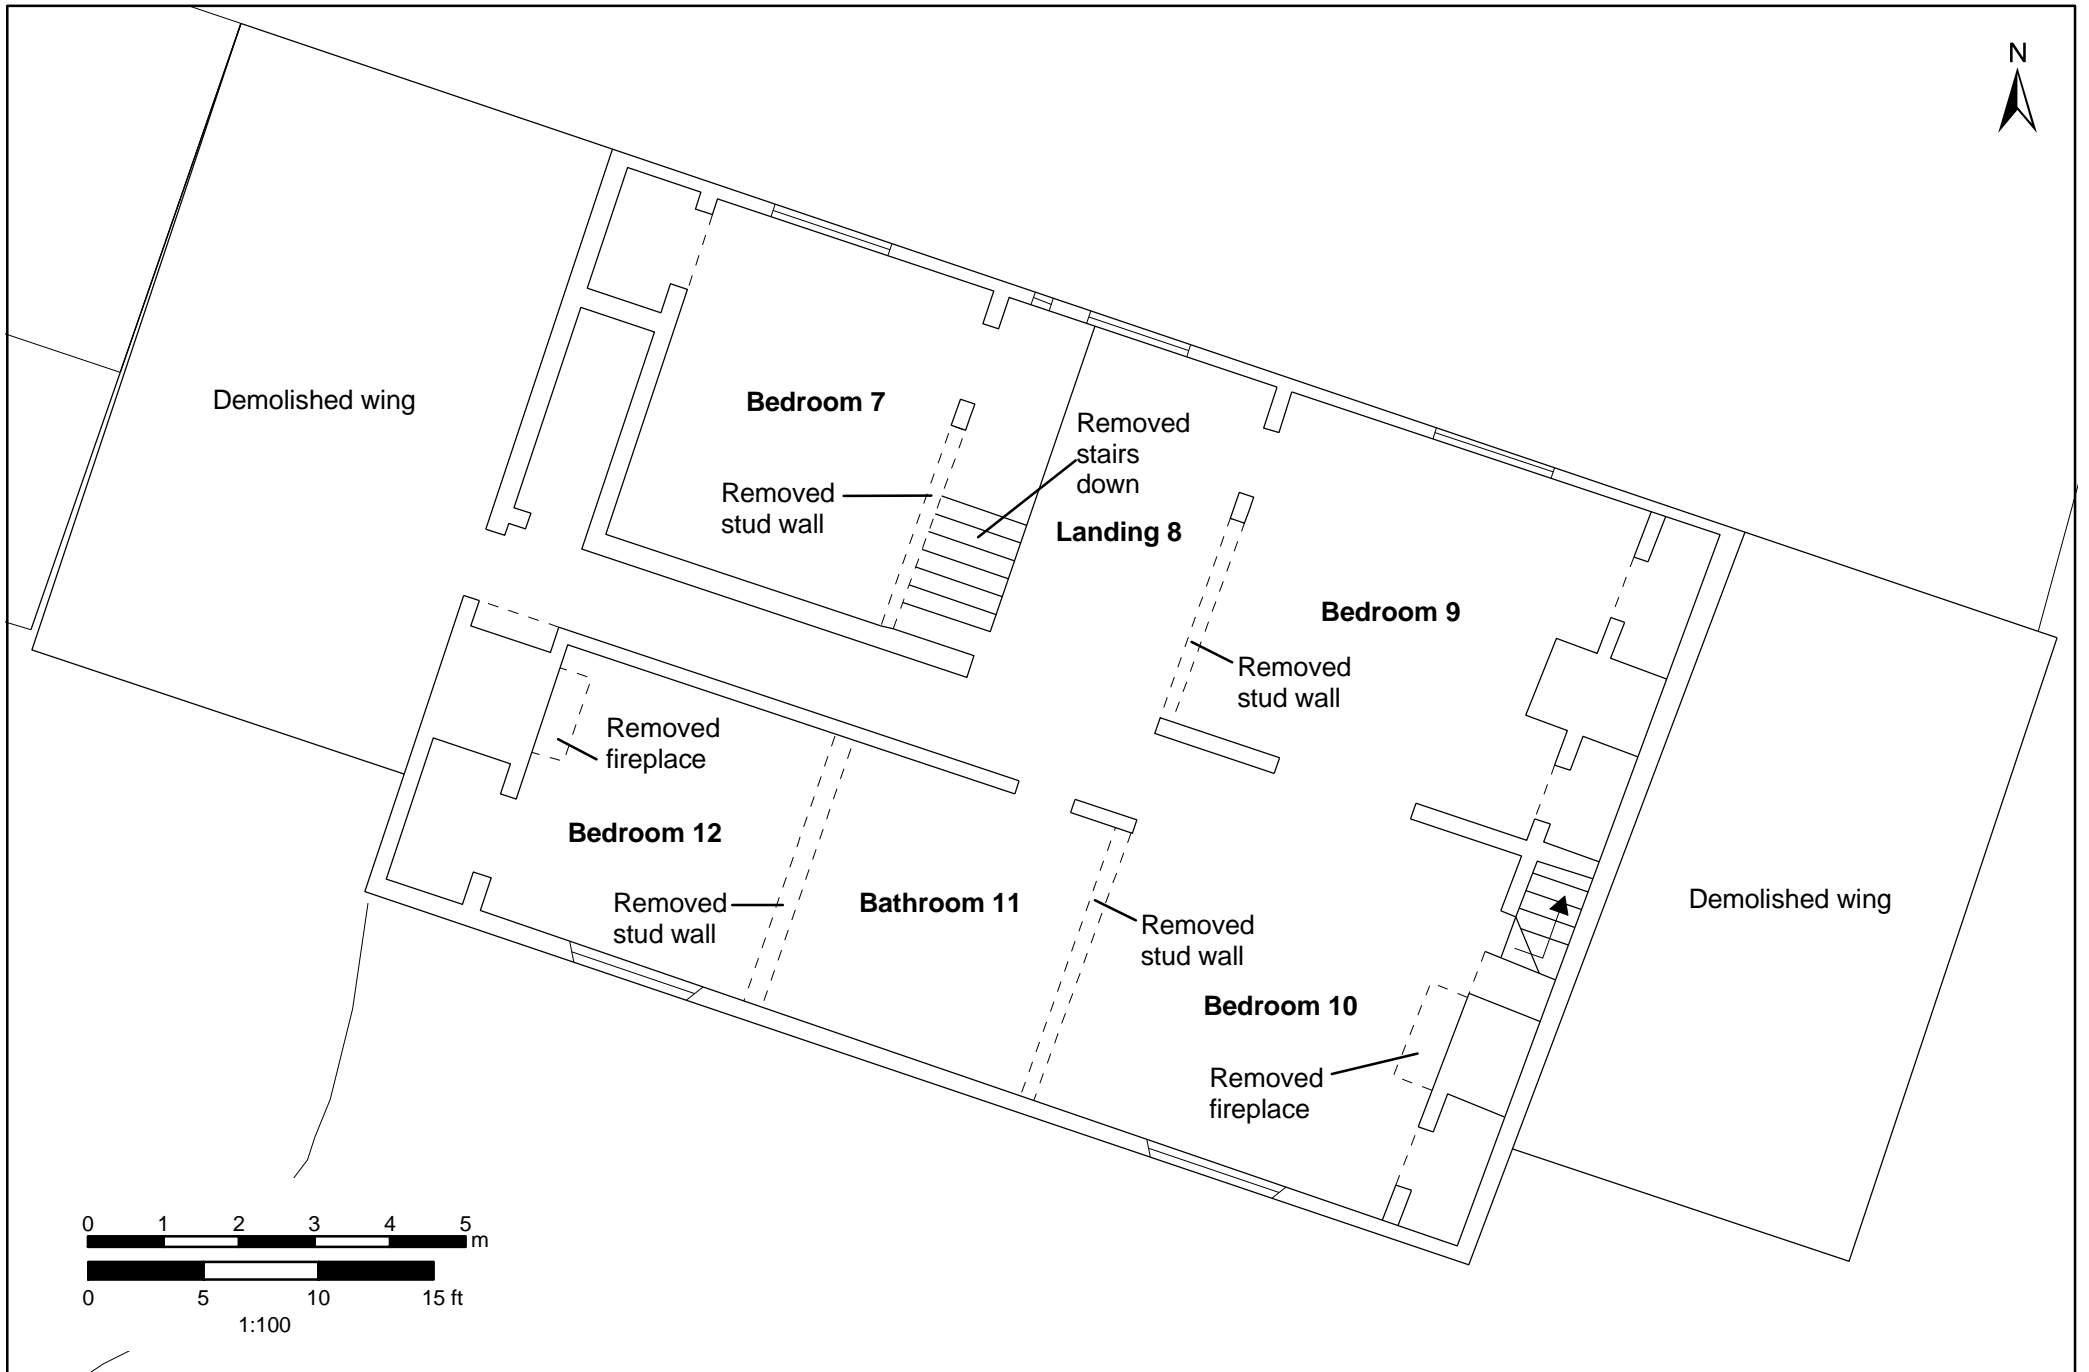 N
Demolished wing
Bedroom 7
Removed
stairs
down
Removed
stud wall
Landing 8
Bedroom 9
Removed
stud wall
Removed
fireplace
Bedroom 12
Removed
stud wall
Bathroom 11
Removed
stud wall
Demolished wing
Bedroom 10
Removed
fireplace
0 1 2 3 4 5
m
0 5 10 15 ft
1:100